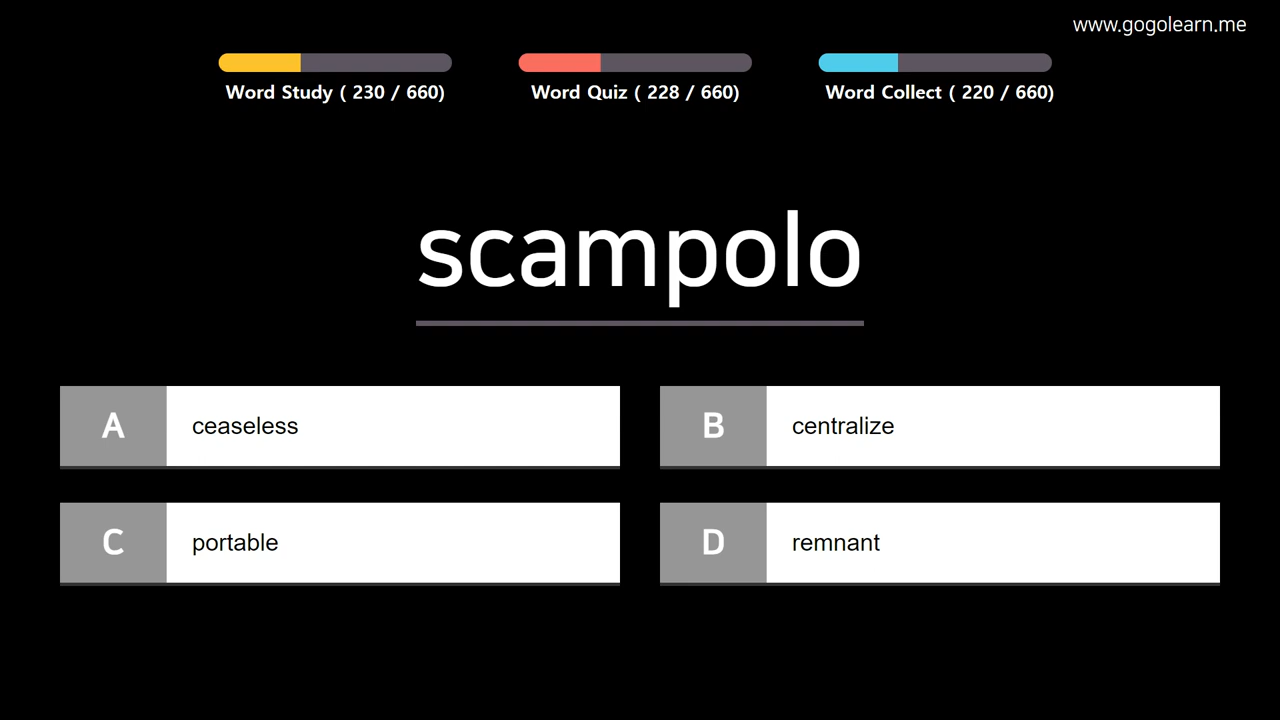 www.gogolearn.me
Word Study ( 230 / 660)
Word Quiz ( 228 / 660)
Word Collect ( 220 / 660)
scampolo
A ceaseless
B centralize
C portable
D remnant